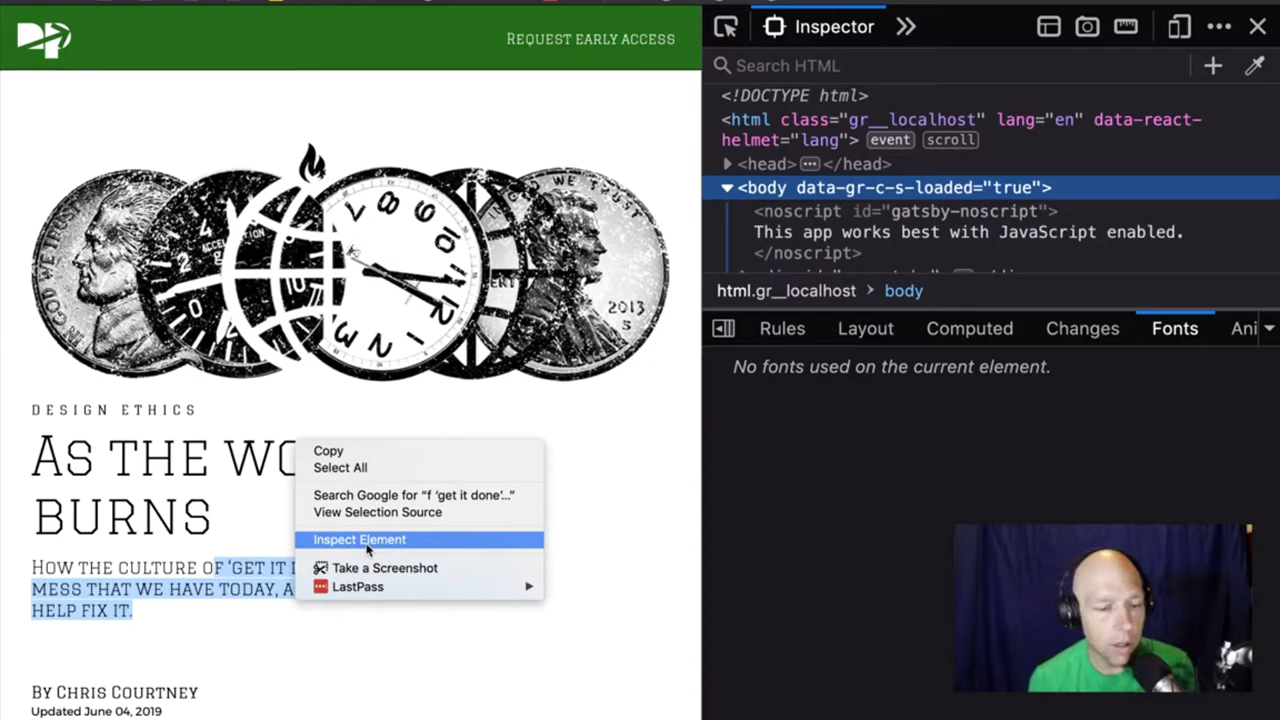 REQUEST EARLY ACCESS
DESIGN ETHICS
AS THE WO
BURNS
HOW THE CULTURE OF ‘GET IT D
MESS THAT WE HAVE TODAY, A
HELP FIX IT.
BY CHRIS COURTNEY
Updated June 04, 2019
IN GOD WE TRUST
2013
S
Copy
Select All
Search Google for “f ‘get it done’…”
View Selection Source
Inspect Element
Take a Screenshot
LastPass
Inspector
Search HTML
<!DOCTYPE html>
<html class="gr__localhost" lang="en" data-react-
helmet="lang"> event scroll
<head> ••• </head>
<body data-gr-c-s-loaded="true">
<noscript id="gatsby-noscript">
This app works best with JavaScript enabled.
</noscript>
html.gr__localhost > body
Rules Layout Computed Changes Fonts Ani
No fonts used on the current element.